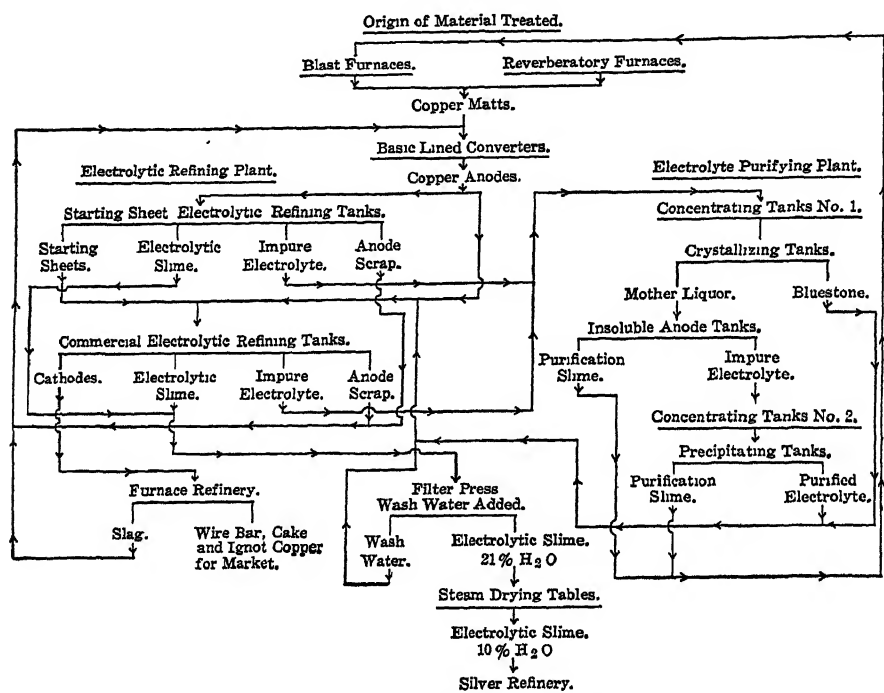 Origin of Material Treated.
Blast Furnaces.
Reverberatory Furnaces.
Copper Matts.
Basic Lined Converters.
Copper Anodes.
Electrolytic Refining Plant.
Starting Sheet Electrolytic Refining Tanks.
Starting
Sheets.
Electrolytic
Slime.
Impure
Electrolyte.
Anode
Scrap.
Commercial Electrolytic Refining Tanks.
Cathodes.
Electrolytic
Slime.
Impure
Electrolyte.
Anode
Scrap.
Furnace Refinery.
Slag.
Wire Bar, Cake
and Ignot Copper
for Market.
Filter Press
Wash Water Added.
Wash
Water.
Electrolytic Slime.
21% H2O
Steam Drying Tables.
Electrolytic Slime.
10% H2O
Silver Refinery.
Electrolyte Purifying Plant.
Concentrating Tanks No. 1.
Crystallizing Tanks.
Mother Liquor.
Bluestone.
Insoluble Anode Tanks.
Purification
Slime.
Impure
Electrolyte.
Concentrating Tanks No. 2.
Precipitating Tanks.
Purification
Slime.
Purified
Electrolyte.